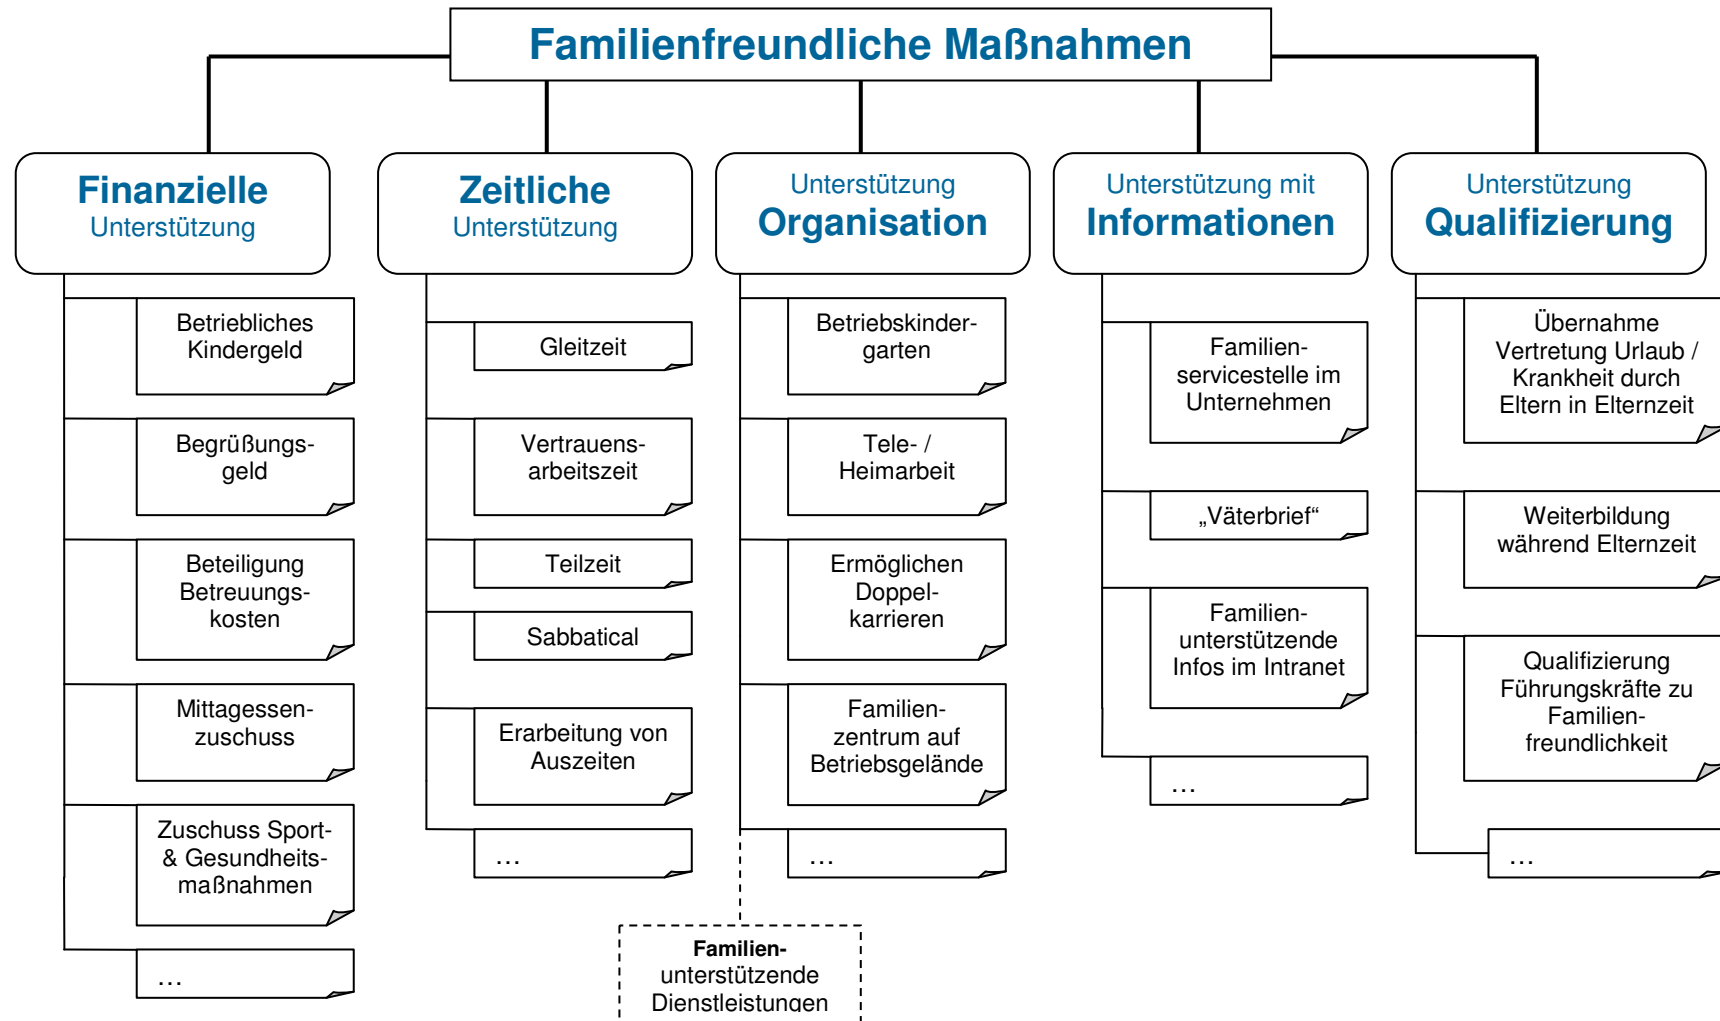 Familienfreundliche Maßnahmen
Finanzielle
Unterstützung
Betriebliches
Kindergeld
Begrüßungs-
geld
Beteiligung
Betreuungs-
kosten
Mittagessen-
zuschuss
Zuschuss Sport-
& Gesundheits-
maßnahmen
…
Zeitliche
Unterstützung
Gleitzeit
Vertrauens-
arbeitszeit
Teilzeit
Sabbatical
Erarbeitung von
Auszeiten
…
Unterstützung
Organisation
Betriebskinder-
garten
Tele- /
Heimarbeit
Ermöglichen
Doppel-
karrieren
Familien-
zentrum auf
Betriebsgelände
…
Familien-
unterstützende
Dienstleistungen
Unterstützung mit
Informationen
Familien-
servicestelle im
Unternehmen
„Väterbrief“
Familien-
unterstützende
Infos im Intranet
…
Unterstützung
Qualifizierung
Übernahme
Vertretung Urlaub /
Krankheit durch
Eltern in Elternzeit
Weiterbildung
während Elternzeit
Qualifizierung
Führungskräfte zu
Familien-
freundlichkeit
…